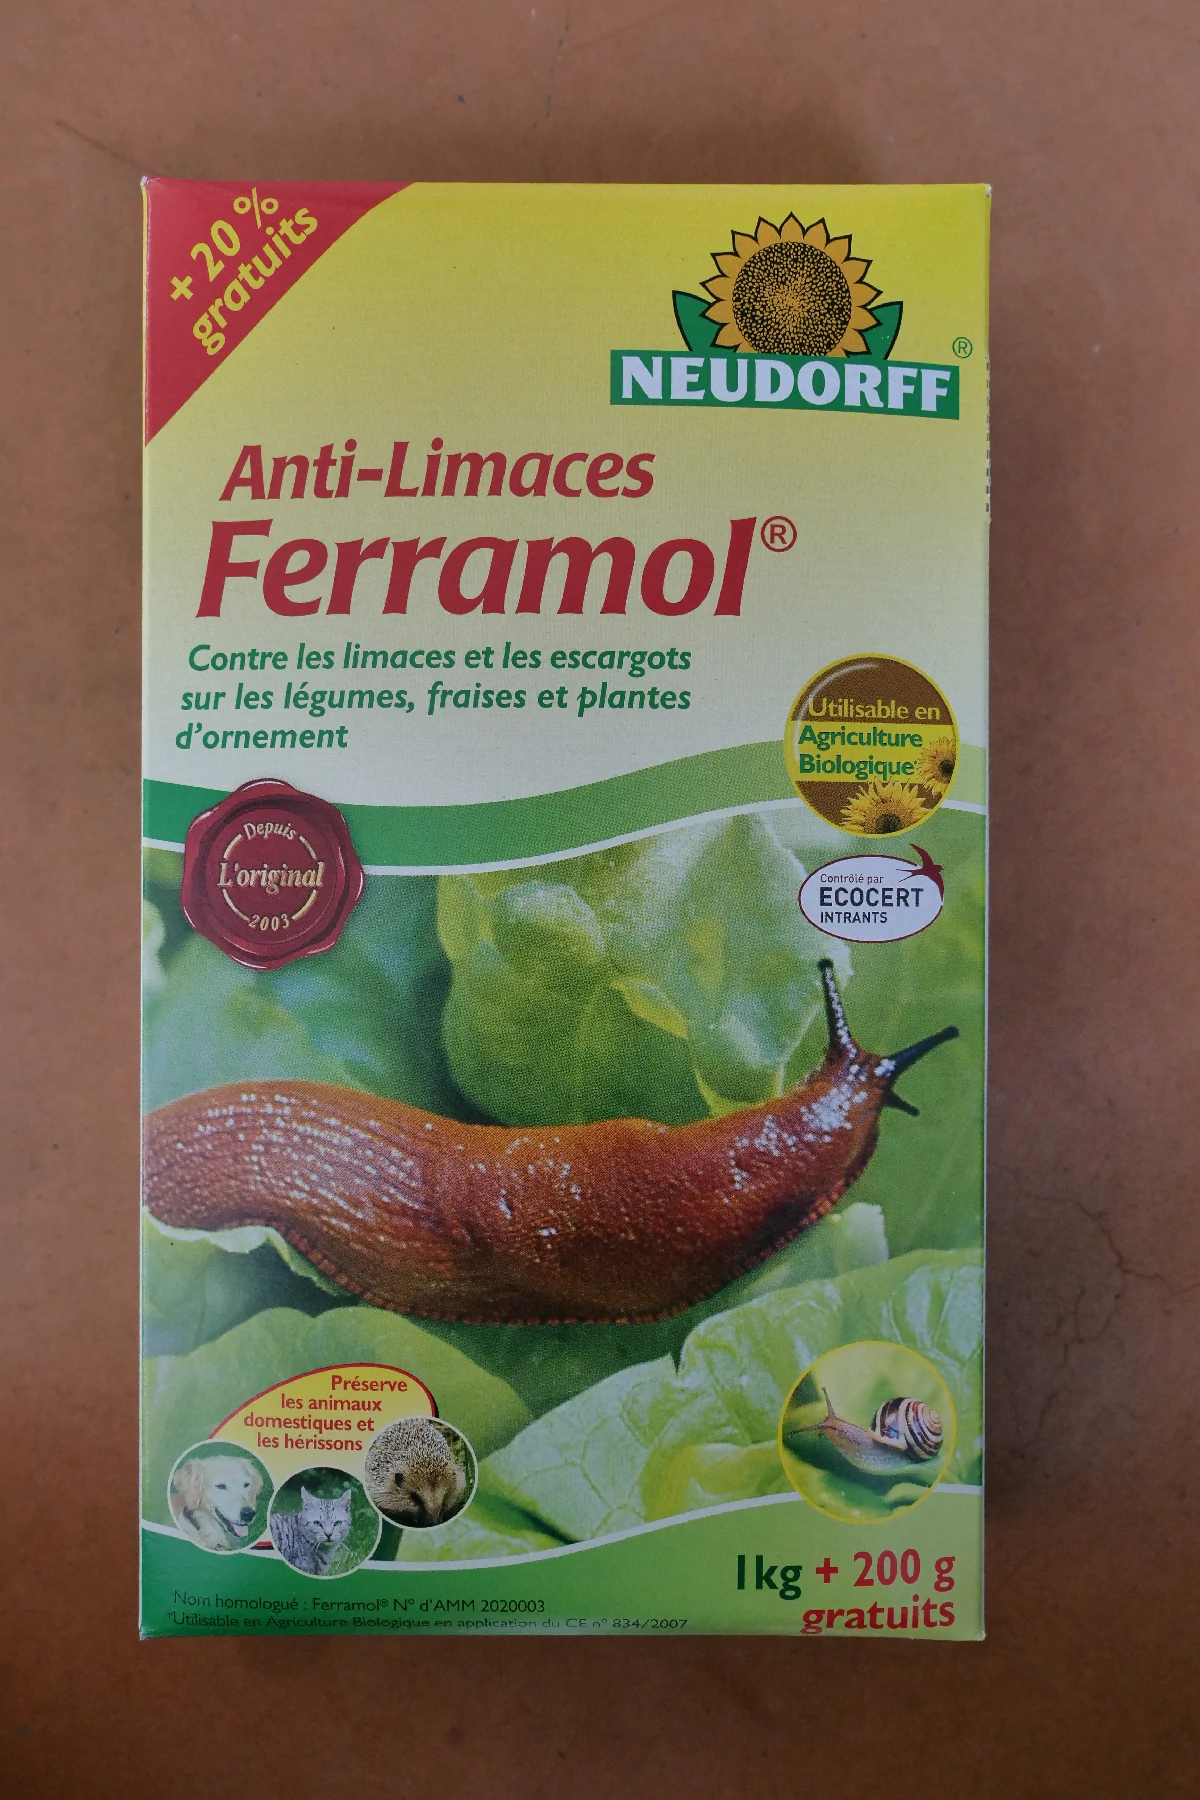 + 20 %
gratuits
NEUDORFF®
Anti-Limaces
Ferramol®
Contre les limaces et les escargots
sur les légumes, fraises et plantes
d'ornement
Utilisable en
Agriculture
Biologique*
Depuis
L'original
2003
Contrôlé par
ECOCERT
INTRANTS
Préserve
les animaux
domestiques et
les hérissons
1kg + 200 g
gratuits
Nom homologué : Ferramol® N° d'AMM 2020003
*Utilisable en Agriculture Biologique en application du CE n° 834/2007